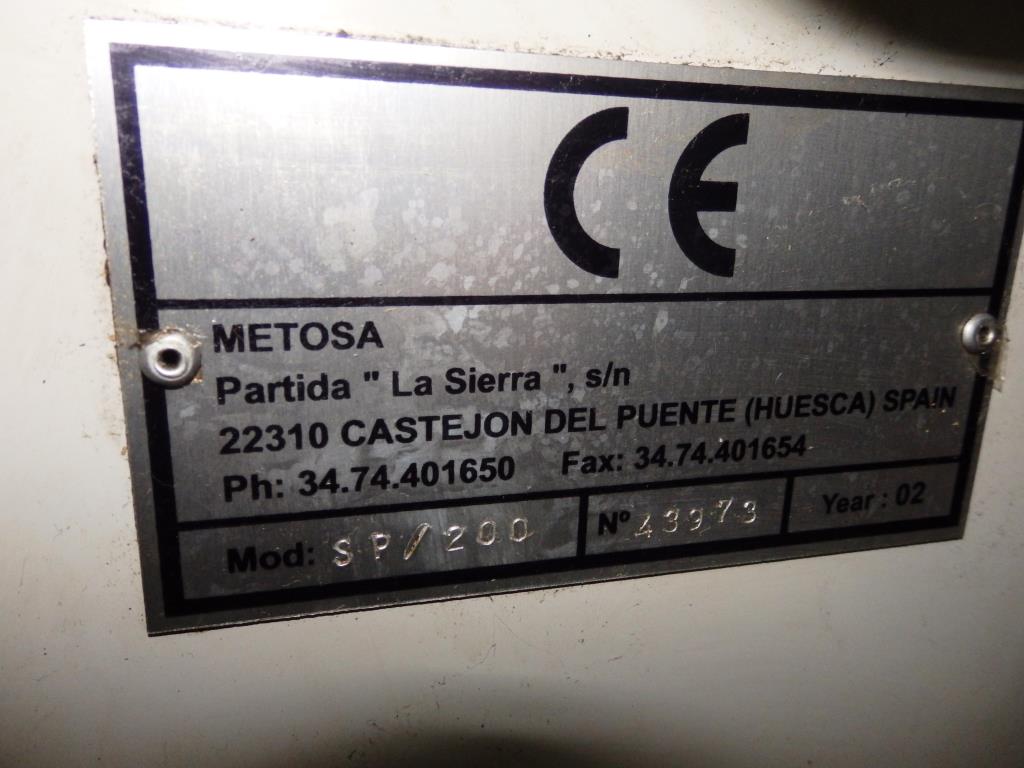 CE
METOSA
Partida " La Sierra ", s/n
22310 CASTEJON DEL PUENTE (HUESCA) SPAIN
Ph: 34.74.401650 Fax: 34.74.401654
Mod: SP/200 Nº 43973 Year : 02